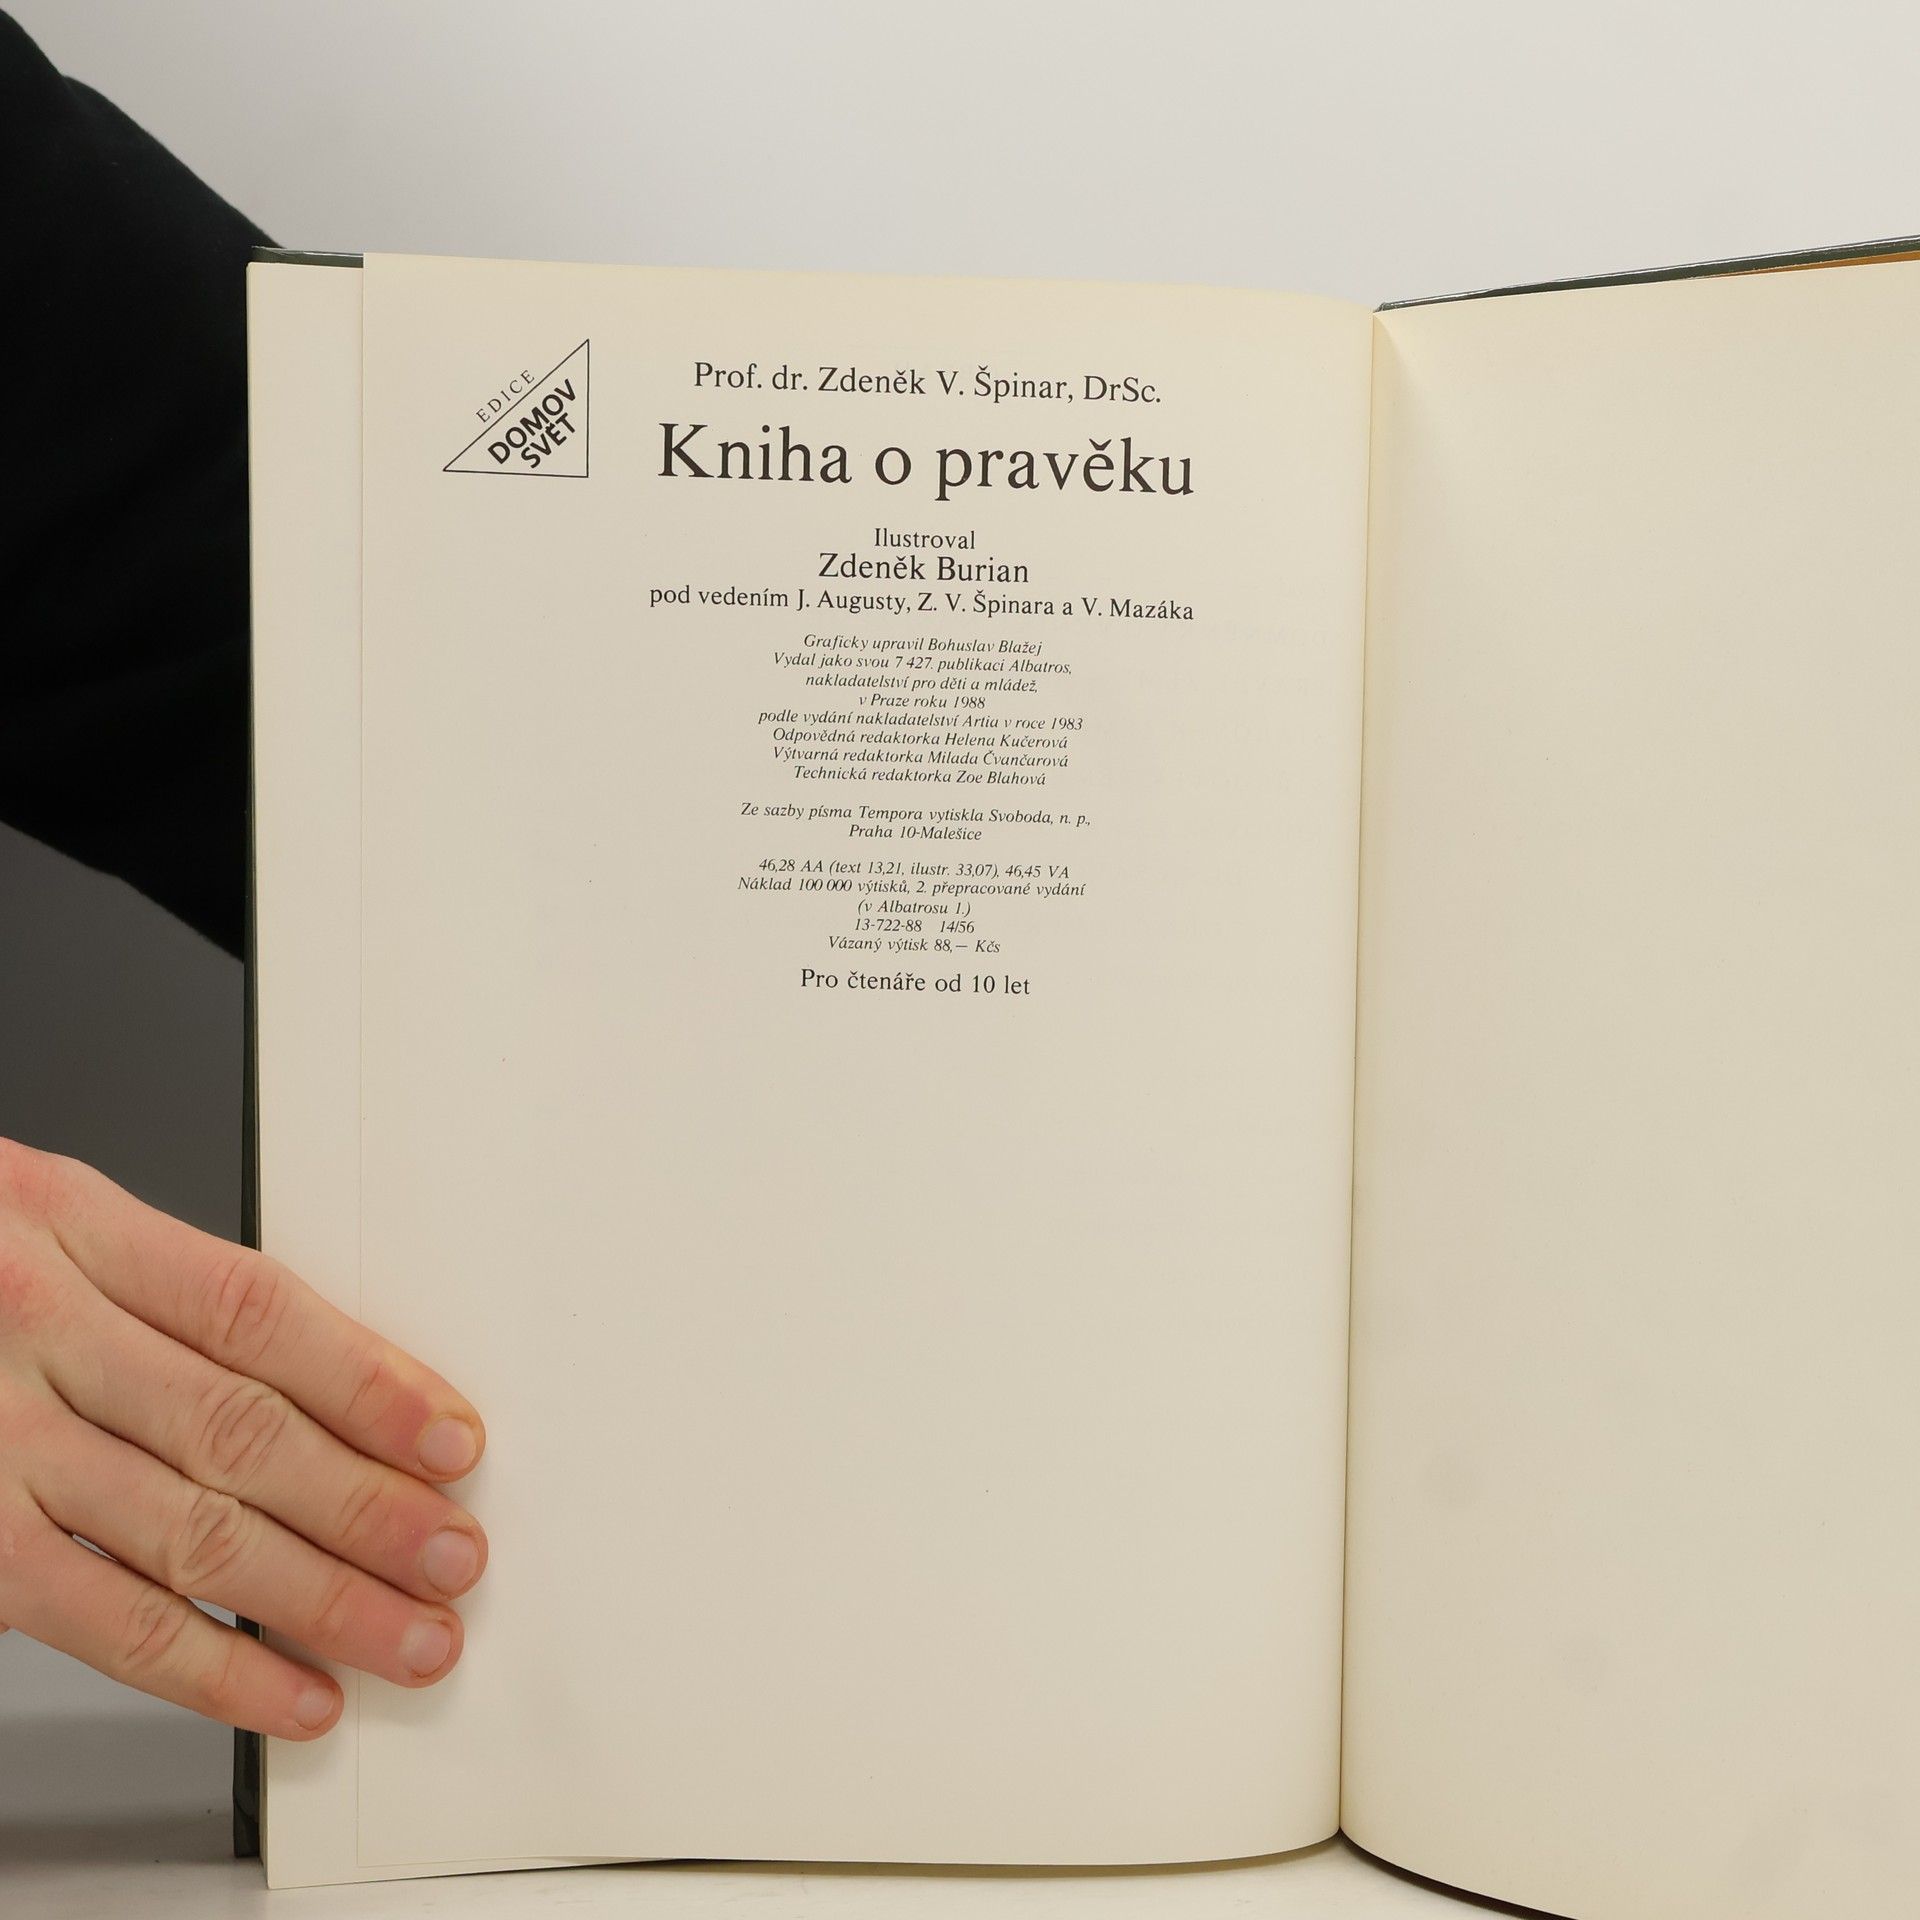 EDICE
DOMOV
SVĚT
Prof. dr. Zdeněk V. Špinar, DrSc.
Kniha o pravěku
Ilustroval
Zdeněk Burian
pod vedením J. Augusty, Z. V. Špinara a V. Mazáka
Graficky upravil Bohuslav Blažej
Vydal jako svou 7 427. publikaci Albatros,
nakladatelství pro děti a mládež,
v Praze roku 1988
podle vydání nakladatelství Artia v roce 1983
Odpovědná redaktorka Helena Kučerová
Výtvarná redaktorka Milada Čvančarová
Technická redaktorka Zoe Blahová
Ze sazby písma Tempora vytiskla Svoboda, n. p.,
Praha 10-Malešice
46,28 AA (text 13,21, ilustr. 33,07), 46,45 VA
Náklad 100 000 výtisků, 2. přepracované vydání
(v Albatrosu 1.)
13-722-88 14/56
Vázaný výtisk 88,— Kčs
Pro čtenáře od 10 let